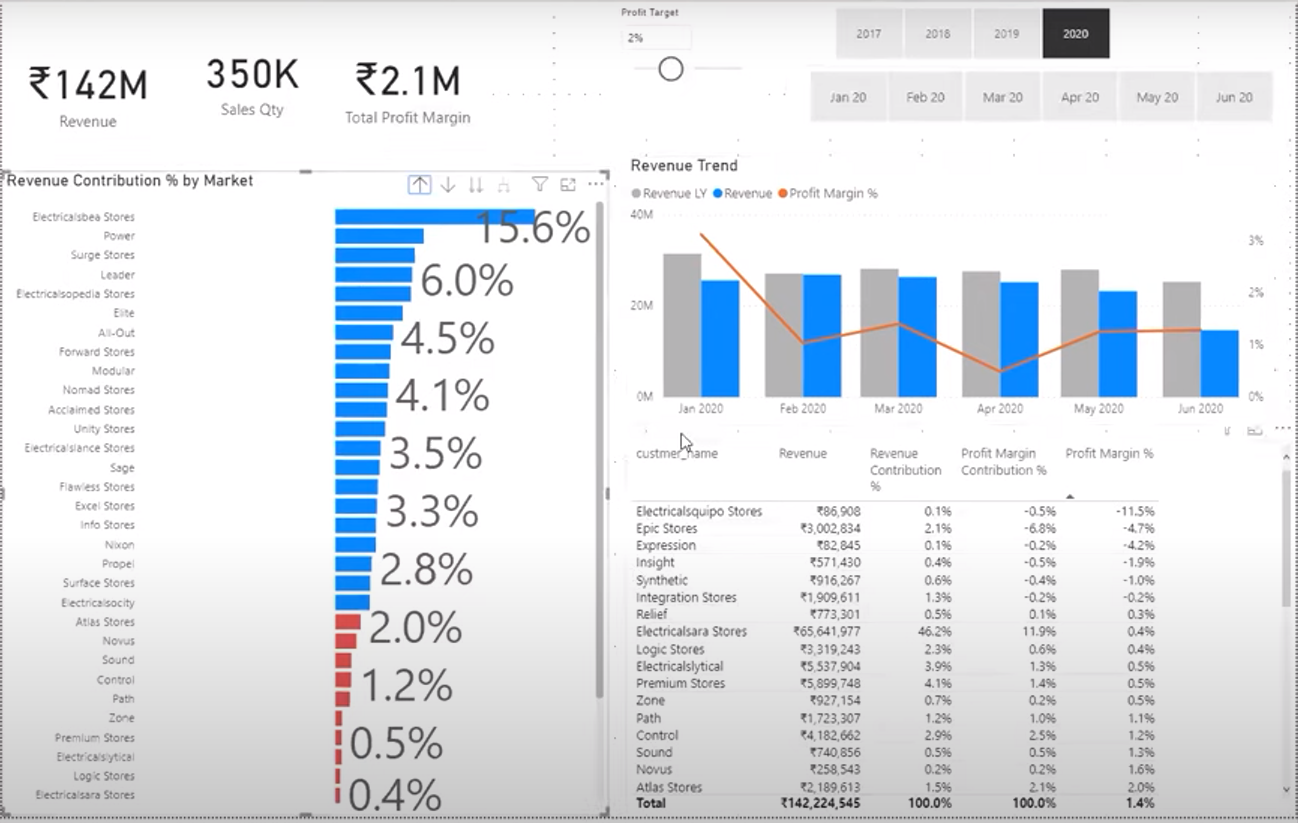 ₹142M
Revenue
350K
Sales Qty
₹2.1M
Total Profit Margin
Profit Target
2%
2017 2018 2019 2020
Jan 20 Feb 20 Mar 20 Apr 20 May 20 Jun 20
Revenue Contribution % by Market
Electricalsbea Stores
Power
Surge Stores
Leader
Electricalsopedia Stores
Elite
All-Out
Forward Stores
Modular
Nomad Stores
Acclaimed Stores
Unity Stores
Electricalslance Stores
Sage
Flawless Stores
Excel Stores
Info Stores
Nixon
Propel
Surface Stores
Electricalsocity
Atlas Stores
Novus
Sound
Control
Path
Zone
Premium Stores
Electricalslytical
Logic Stores
Electricalsara Stores
15.6%
6.0%
4.5%
4.1%
3.5%
3.3%
2.8%
2.0%
1.2%
0.5%
0.4%
Revenue Trend
Revenue LY Revenue Profit Margin %
40M
20M
0M
3%
2%
1%
0%
Jan 2020 Feb 2020 Mar 2020 Apr 2020 May 2020 Jun 2020
custmer_name Revenue Revenue Profit Margin Profit Margin %
Contribution Contribution %
%
Electricalsquipo Stores ₹86,908 0.1% -0.5% -11.5%
Epic Stores ₹3,002,834 2.1% -6.8% -4.7%
Expression ₹82,845 0.1% -0.2% -4.2%
Insight ₹571,430 0.4% -0.5% -1.9%
Synthetic ₹916,267 0.6% -0.4% -1.0%
Integration Stores ₹1,909,611 1.3% -0.2% -0.2%
Relief ₹773,301 0.5% 0.1% 0.3%
Electricalsara Stores ₹65,641,977 46.2% 11.9% 0.4%
Logic Stores ₹3,319,243 2.3% 0.6% 0.4%
Electricalslytical ₹5,537,904 3.9% 1.3% 0.5%
Premium Stores ₹5,899,748 4.1% 1.4% 0.5%
Zone ₹927,154 0.7% 0.2% 0.5%
Path ₹1,723,307 1.2% 1.0% 1.1%
Control ₹4,182,662 2.9% 2.5% 1.2%
Sound ₹740,856 0.5% 0.5% 1.3%
Novus ₹258,543 0.2% 0.2% 1.6%
Atlas Stores ₹2,189,613 1.5% 2.1% 2.0%
Total ₹142,224,545 100.0% 100.0% 1.4%